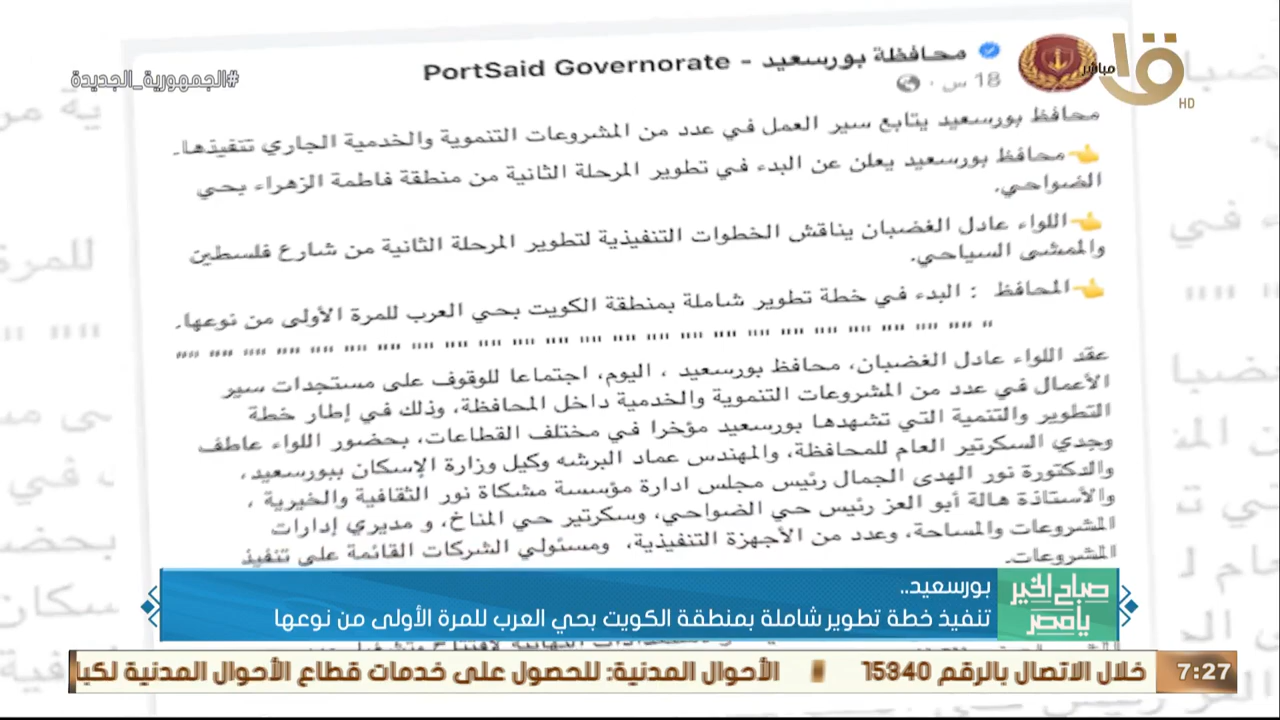 #الجمهورية_الجديدة
مباشر
HD
محافظة بورسعيد - PortSaid Governorate
18 س
محافظ بورسعيد يتابع سير العمل في عدد من المشروعات التنموية والخدمية الجاري تنفيذها.
👈محافظ بورسعيد يعلن عن البدء في تطوير المرحلة الثانية من منطقة فاطمة الزهراء بحي
الضواحي.
👈اللواء عادل الغضبان يناقش الخطوات التنفيذية لتطوير المرحلة الثانية من شارع فلسطين
والممشى السياحي.
👈المحافظ : البدء في خطة تطوير شاملة بمنطقة الكويت بحي العرب للمرة الأولى من نوعها.
عقد اللواء عادل الغضبان، محافظ بورسعيد ، اليوم، اجتماعا للوقوف على مستجدات سير
الأعمال في عدد من المشروعات التنموية والخدمية داخل المحافظة، وذلك في إطار خطة
التطوير والتنمية التي تشهدها بورسعيد مؤخرا في مختلف القطاعات، بحضور اللواء عاطف
وجدي السكرتير العام للمحافظة، والمهندس عماد البرشه وكيل وزارة الإسكان ببورسعيد،
والدكتورة نور الهدى الجمال رئيس مجلس ادارة مؤسسة مشكاة نور الثقافية والخيرية ،
والأستاذة هالة أبو العز رئيس حي الضواحي، وسكرتير حي المناخ، و مديري إدارات
المشروعات والمساحة، وعدد من الأجهزة التنفيذية، ومسئولي الشركات القائمة على تنفيذ
المشروعات.
صباح الخير
يا مصر
بورسعيد..
تنفيذ خطة تطوير شاملة بمنطقة الكويت بحي العرب للمرة الأولى من نوعها
7:27
خلال الاتصال بالرقم 15340
الأحوال المدنية: للحصول على خدمات قطاع الأحوال المدنية لكبا